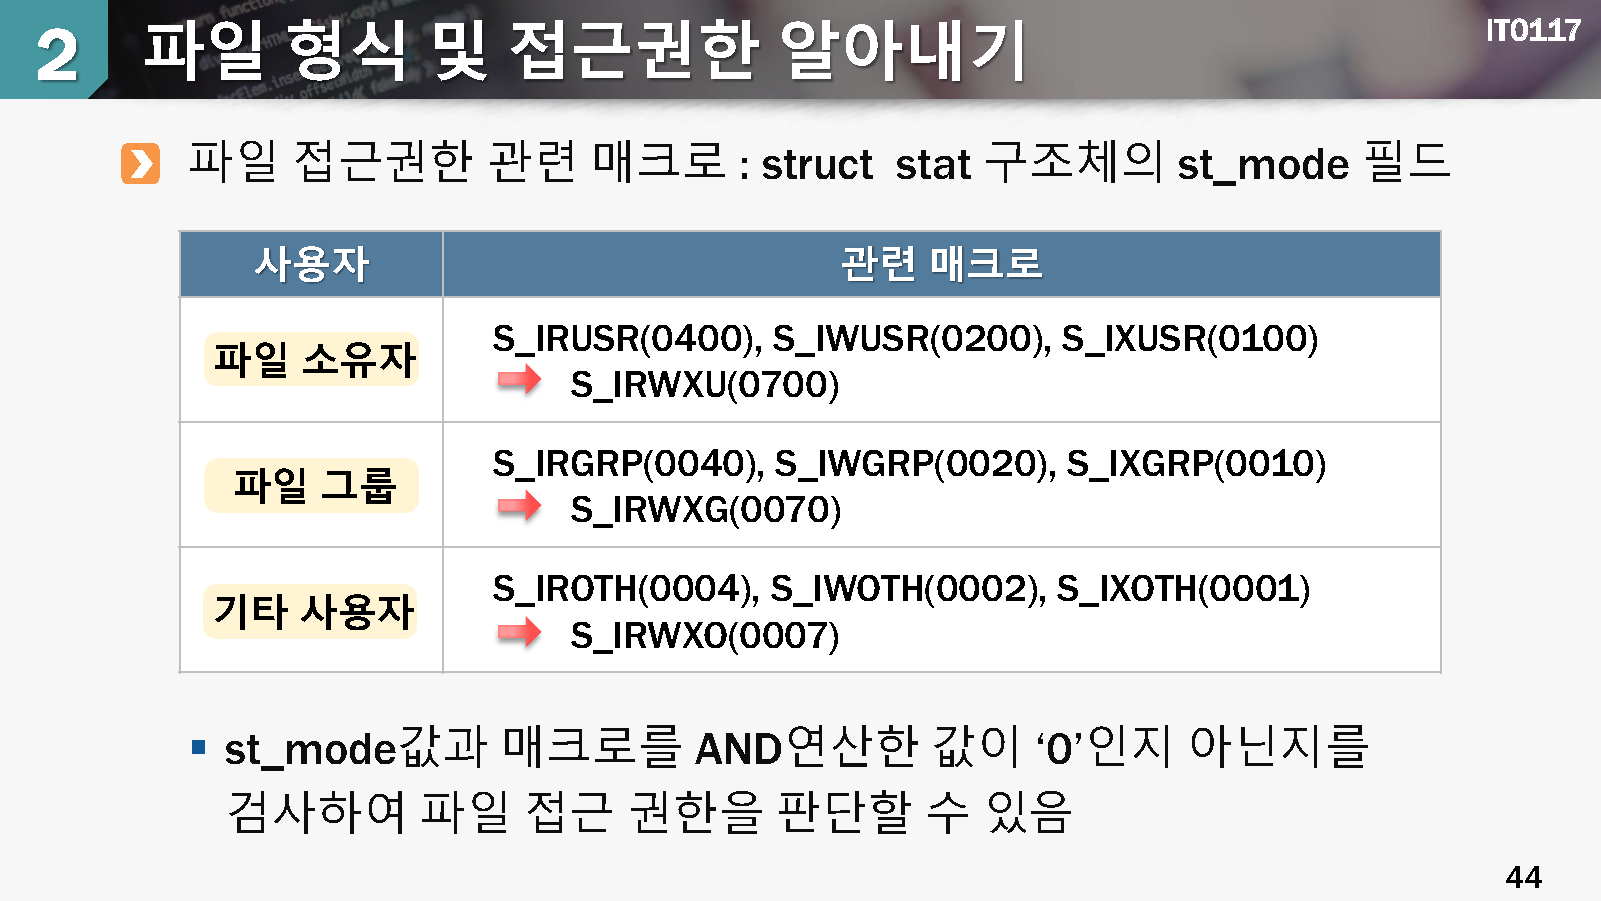 2
파일 형식 및 접근권한 알아내기
IT0117
파일 접근권한 관련 매크로 : struct stat 구조체의 st_mode 필드
사용자
관련 매크로
파일 소유자
S_IRUSR(0400), S_IWUSR(0200), S_IXUSR(0100)
S_IRWXU(0700)
파일 그룹
S_IRGRP(0040), S_IWGRP(0020), S_IXGRP(0010)
S_IRWXG(0070)
기타 사용자
S_IROTH(0004), S_IWOTH(0002), S_IXOTH(0001)
S_IRWXO(0007)
▪ st_mode값과 매크로를 AND연산한 값이 ‘0’인지 아닌지를
검사하여 파일 접근 권한을 판단할 수 있음
44